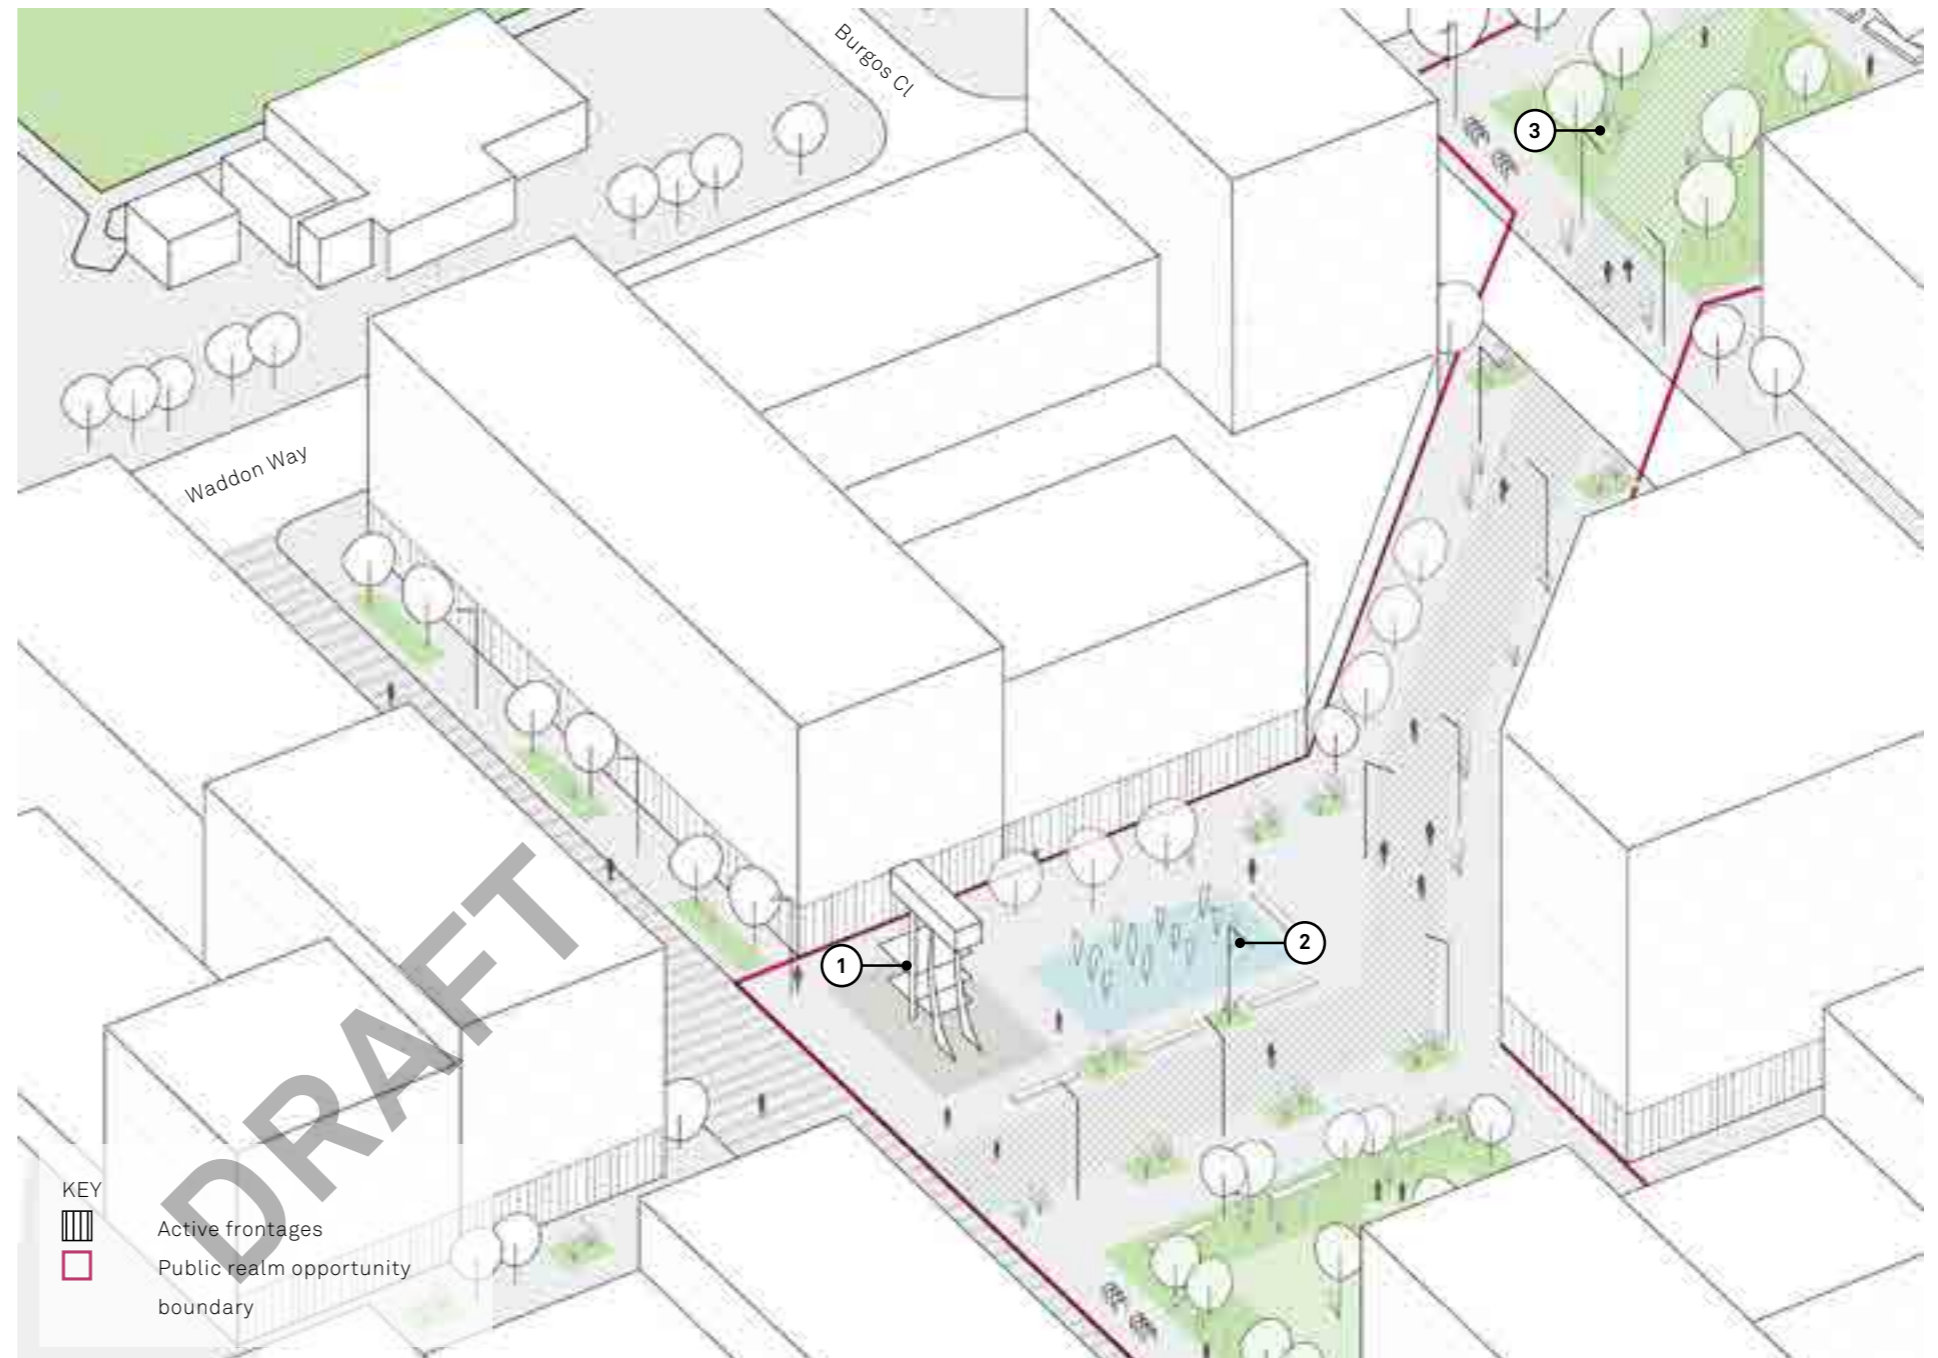 Burgos Cl
3
Waddon Way
2
1
DRAFT
KEY
Active frontages
Public realm opportunity
boundary